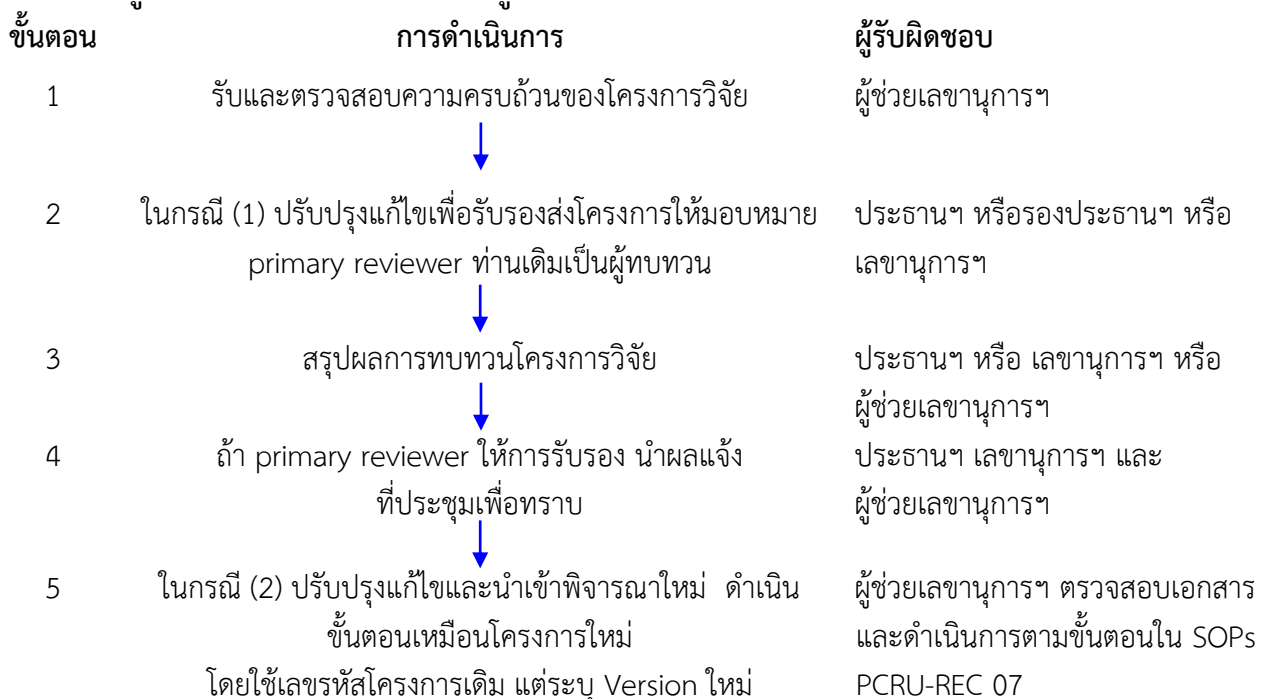 ขั้นตอน การดำเนินการ ผู้รับผิดชอบ
1 รับและตรวจสอบความครบถ้วนของโครงการวิจัย ผู้ช่วยเลขานุการฯ
2 ในกรณี (1) ปรับปรุงแก้ไขเพื่อรับรองส่งโครงการให้มอบหมาย ประธานฯ หรือรองประธานฯ หรือ
primary reviewer ท่านเดิมเป็นผู้ทบทวน เลขานุการฯ
3 สรุปผลการทบทวนโครงการวิจัย ประธานฯ หรือ เลขานุการฯ หรือ
ผู้ช่วยเลขานุการฯ
4 ถ้า primary reviewer ให้การรับรอง นำผลแจ้ง ประธานฯ เลขานุการฯ และ
ที่ประชุมเพื่อทราบ ผู้ช่วยเลขานุการฯ
5 ในกรณี (2) ปรับปรุงแก้ไขและนำเข้าพิจารณาใหม่ ดำเนิน ผู้ช่วยเลขานุการฯ ตรวจสอบเอกสาร
ขั้นตอนเหมือนโครงการใหม่ และดำเนินการตามขั้นตอนใน SOPs
โดยใช้เลขรหัสโครงการเดิม แต่ระบุ Version ใหม่ PCRU-REC 07